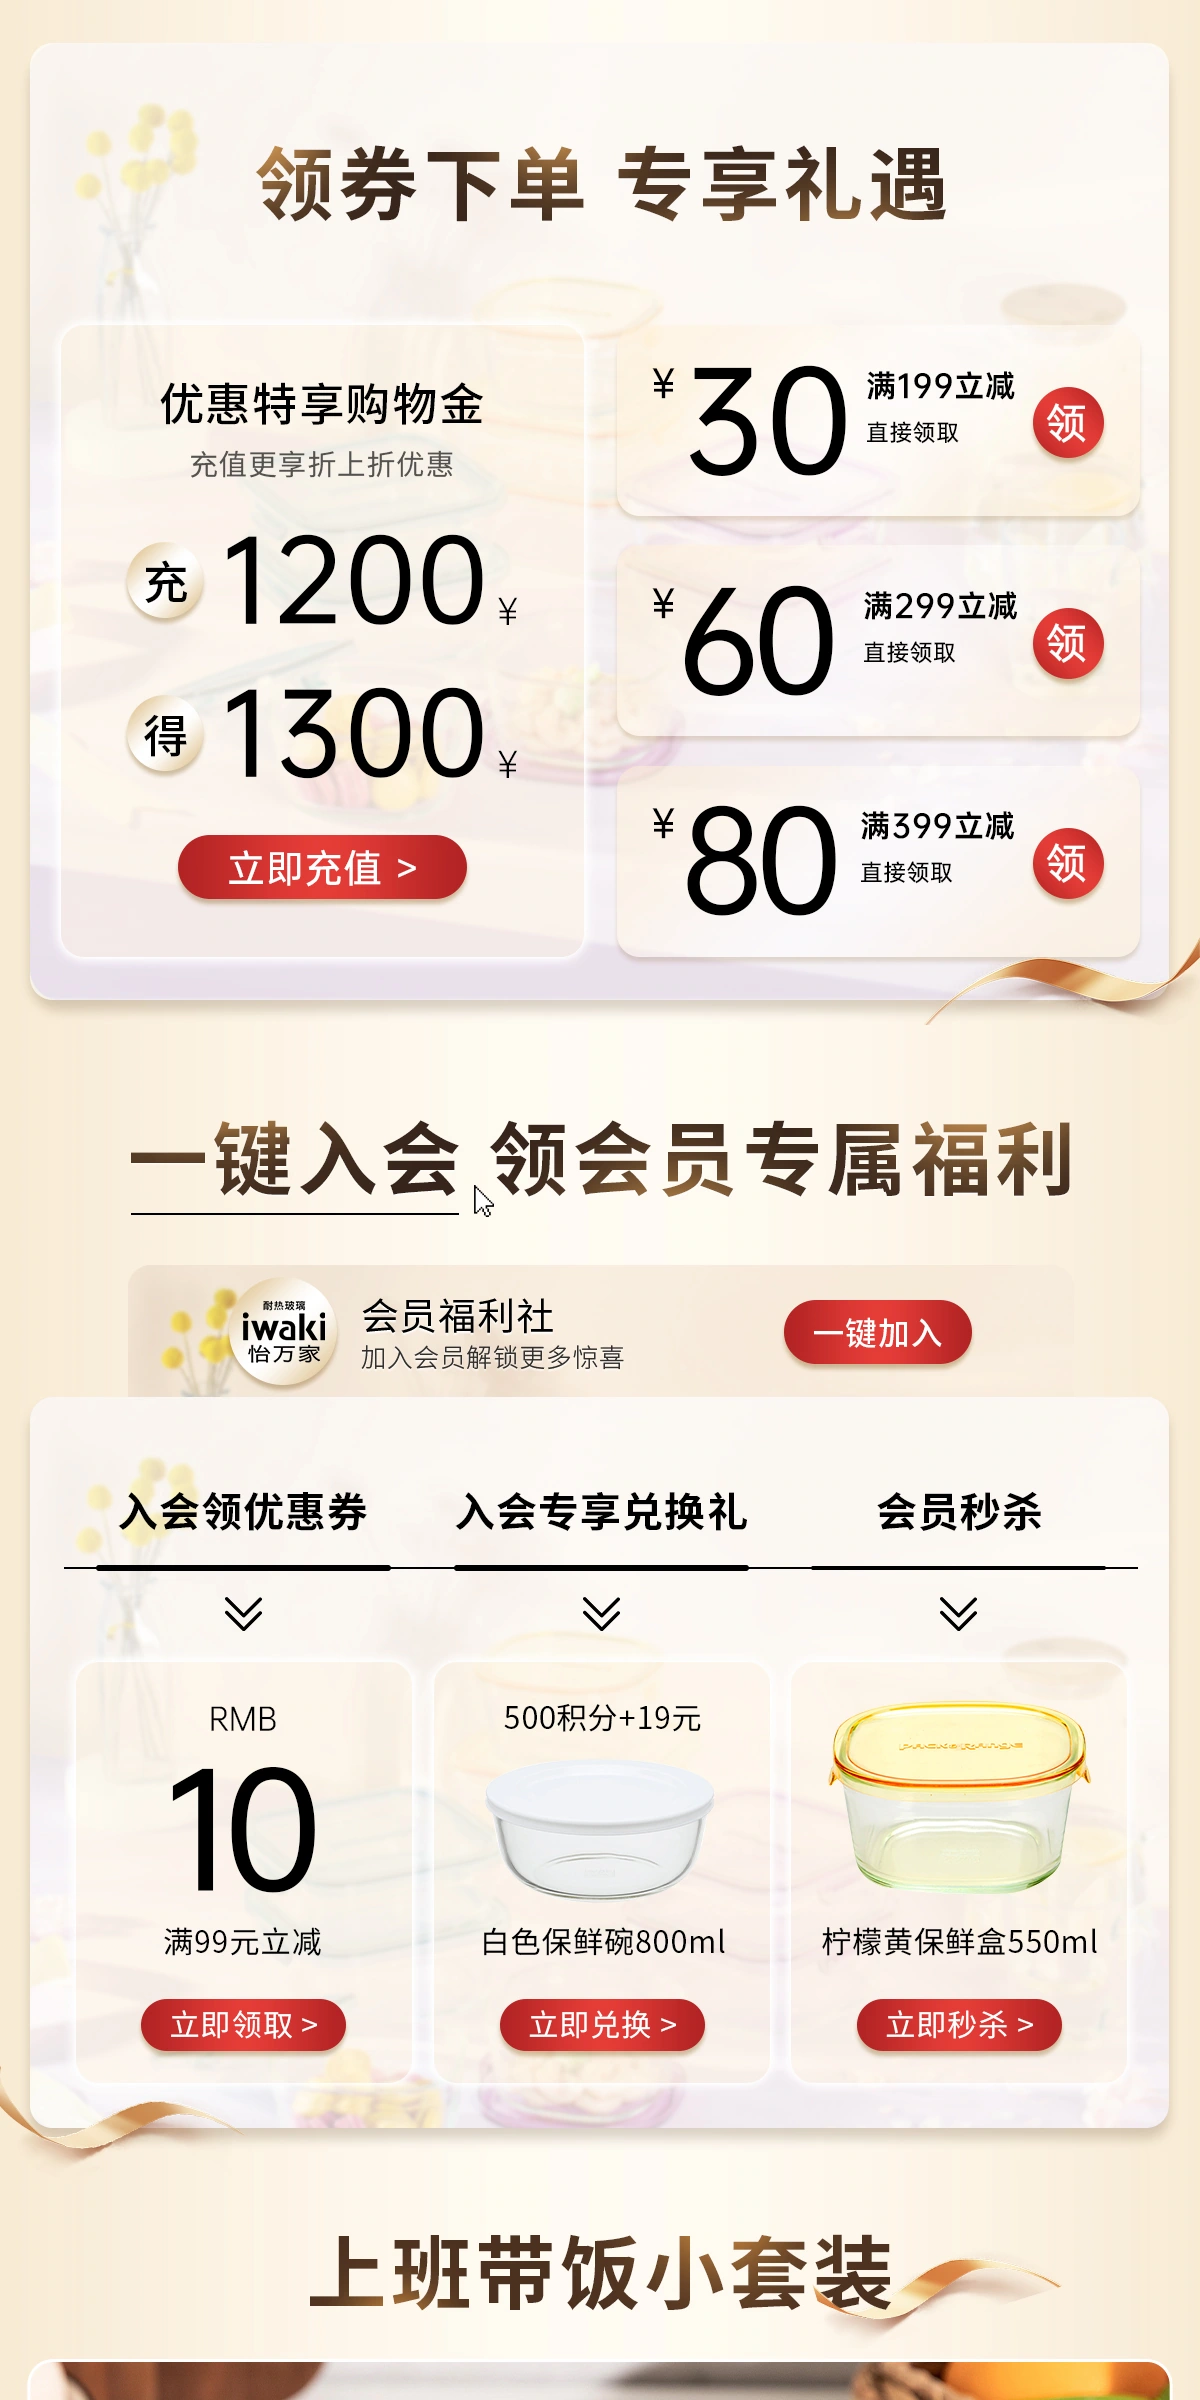 领券下单 专享礼遇
优惠特享购物金
充值更享折上折优惠
充 1200 ¥
得 1300 ¥
立即充值 >
¥30 满199立减
直接领取
领
¥60 满299立减
直接领取
领
¥80 满399立减
直接领取
领
一键入会 领会员专属福利
耐热玻璃
iwaki
怡万家
会员福利社
加入会员解锁更多惊喜
一键加入
入会领优惠券
入会专享兑换礼
会员秒杀
RMB
10
满99元立减
立即领取 >
500积分+19元
白色保鲜碗800ml
立即兑换 >
pack&Range
柠檬黄保鲜盒550ml
立即秒杀 >
上班带饭小套装